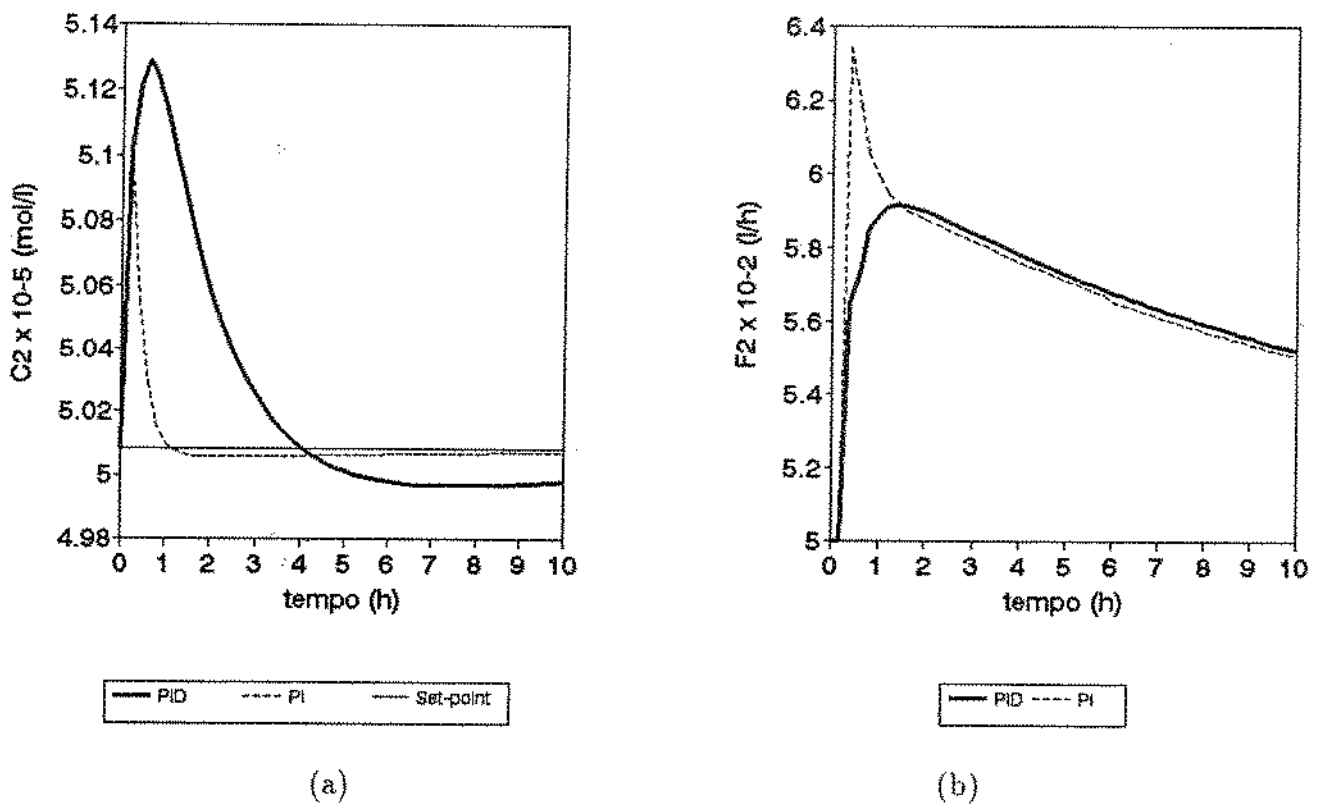 5.14
5.12
5.1
5.08
5.06
5.04
5.02
5
4.98
C2 x 10-5 (mol/l)
0 1 2 3 4 5 6 7 8 9 10
tempo (h)
PID PI Set-point
(a)
6.4
6.2
6
5.8
5.6
5.4
5.2
5
F2 x 10-2 (l/h)
0 1 2 3 4 5 6 7 8 9 10
tempo (h)
PID PI
(b)